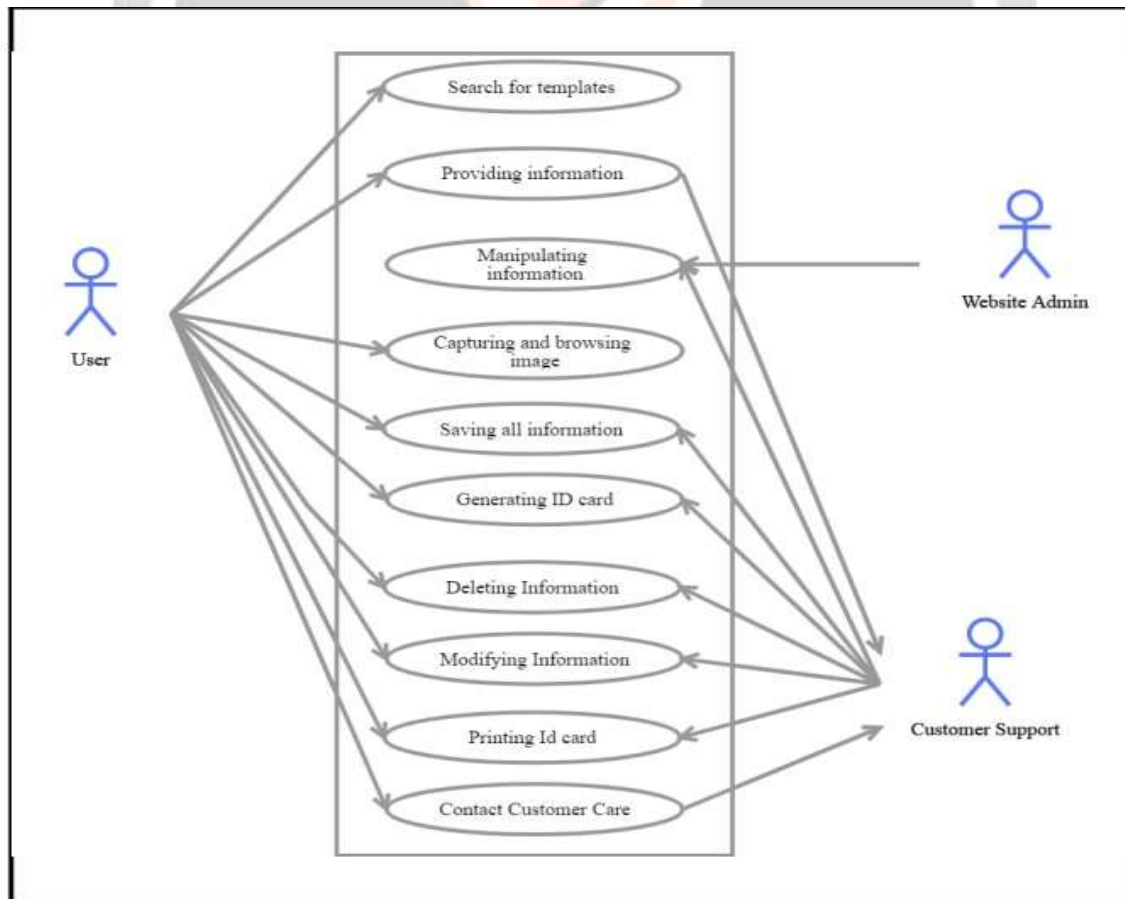 Search for templates
Providing information
Manipulating
information
Website Admin
Capturing and browsing
image
User
Saving all information
Generating ID card
Deleting Information
Modifying Information
Customer Support
Printing Id card
Contact Customer Care